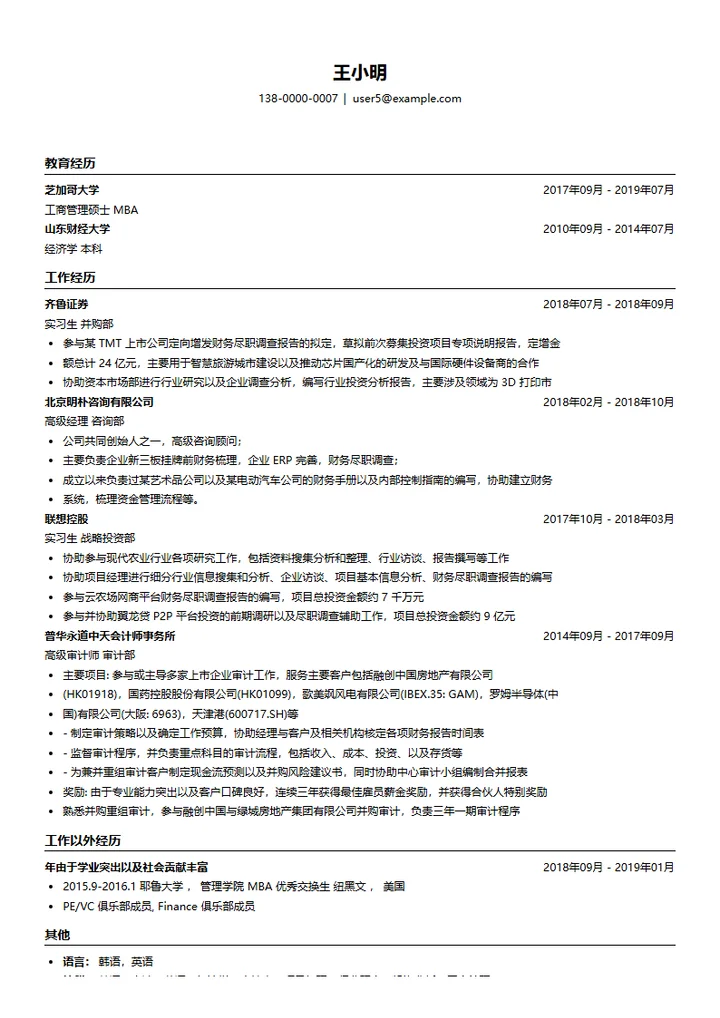 王小明
138-0000-0007 | user5@example.com
教育经历
芝加哥大学 2017年09月 - 2019年07月
工商管理硕士 MBA
山东财经大学 2010年09月 - 2014年07月
经济学 本科
工作经历
齐鲁证券 2018年07月 - 2018年09月
实习生 并购部
• 参与某 TMT 上市公司定向增发财务尽职调查报告的拟定，草拟前次募集投资项目专项说明报告，定增金
• 额总计 24 亿元，主要用于智慧旅游城市建设以及推动芯片国产化的研发及与国际硬件设备商的合作
• 协助资本市场部进行行业研究以及企业调查分析，编写行业投资分析报告，主要涉及领域为 3D 打印市
北京明朴咨询有限公司 2018年02月 - 2018年10月
高级经理 咨询部
• 公司共同创始人之一，高级咨询顾问；
• 主要负责企业新三板挂牌前财务梳理，企业 ERP 完善，财务尽职调查；
• 成立以来负责过某艺术品公司以及某电动汽车公司的财务手册以及内部控制指南的编写，协助建立财务
• 系统，梳理资金管理流程等。
联想控股 2017年10月 - 2018年03月
实习生 战略投资部
• 协助参与现代农业行业各项研究工作，包括资料搜集分析和整理、行业访谈、报告撰写等工作
• 协助项目经理进行细分行业信息搜集和分析、企业访谈、项目基本信息分析、财务尽职调查报告的编写
• 参与云农场网商平台财务尽职调查报告的编写，项目总投资金额约 7 千万元
• 参与并协助翼龙贷 P2P 平台投资的前期调研以及尽职调查辅助工作，项目总投资金额约 9 亿元
普华永道中天会计师事务所 2014年09月 - 2017年09月
高级审计师 审计部
• 主要项目: 参与或主导多家上市企业审计工作，服务主要客户包括融创中国房地产有限公司
• (HK01918)，国药控股股份有限公司(HK01099)，歌美飒风电有限公司(IBEX.35: GAM)，罗姆半导体(中
• 国)有限公司(大阪: 6963)，天津港(600717.SH)等
• - 制定审计策略以及确定工作预算，协助经理与客户及相关机构核定各项财务报告时间表
• - 监督审计程序，并负责重点科目的审计流程，包括收入、成本、投资、以及存货等
• - 为兼并重组审计客户制定现金流预测以及并购风险建议书，同时协助中心审计小组编制合并报表
• 奖励: 由于专业能力突出以及客户口碑良好，连续三年获得最佳雇员薪金奖励，并获得合伙人特别奖励
• 熟悉并购重组审计，参与融创中国与绿城房地产集团有限公司并购审计，负责三年一期审计程序
工作以外经历
年由于学业突出以及社会贡献丰富 2018年09月 - 2019年01月
• 2015.9-2016.1 耶鲁大学 ， 管理学院 MBA 优秀交换生 纽黑文 ， 美国
• PE/VC 俱乐部成员, Finance 俱乐部成员
其他
• 语言： 韩语，英语